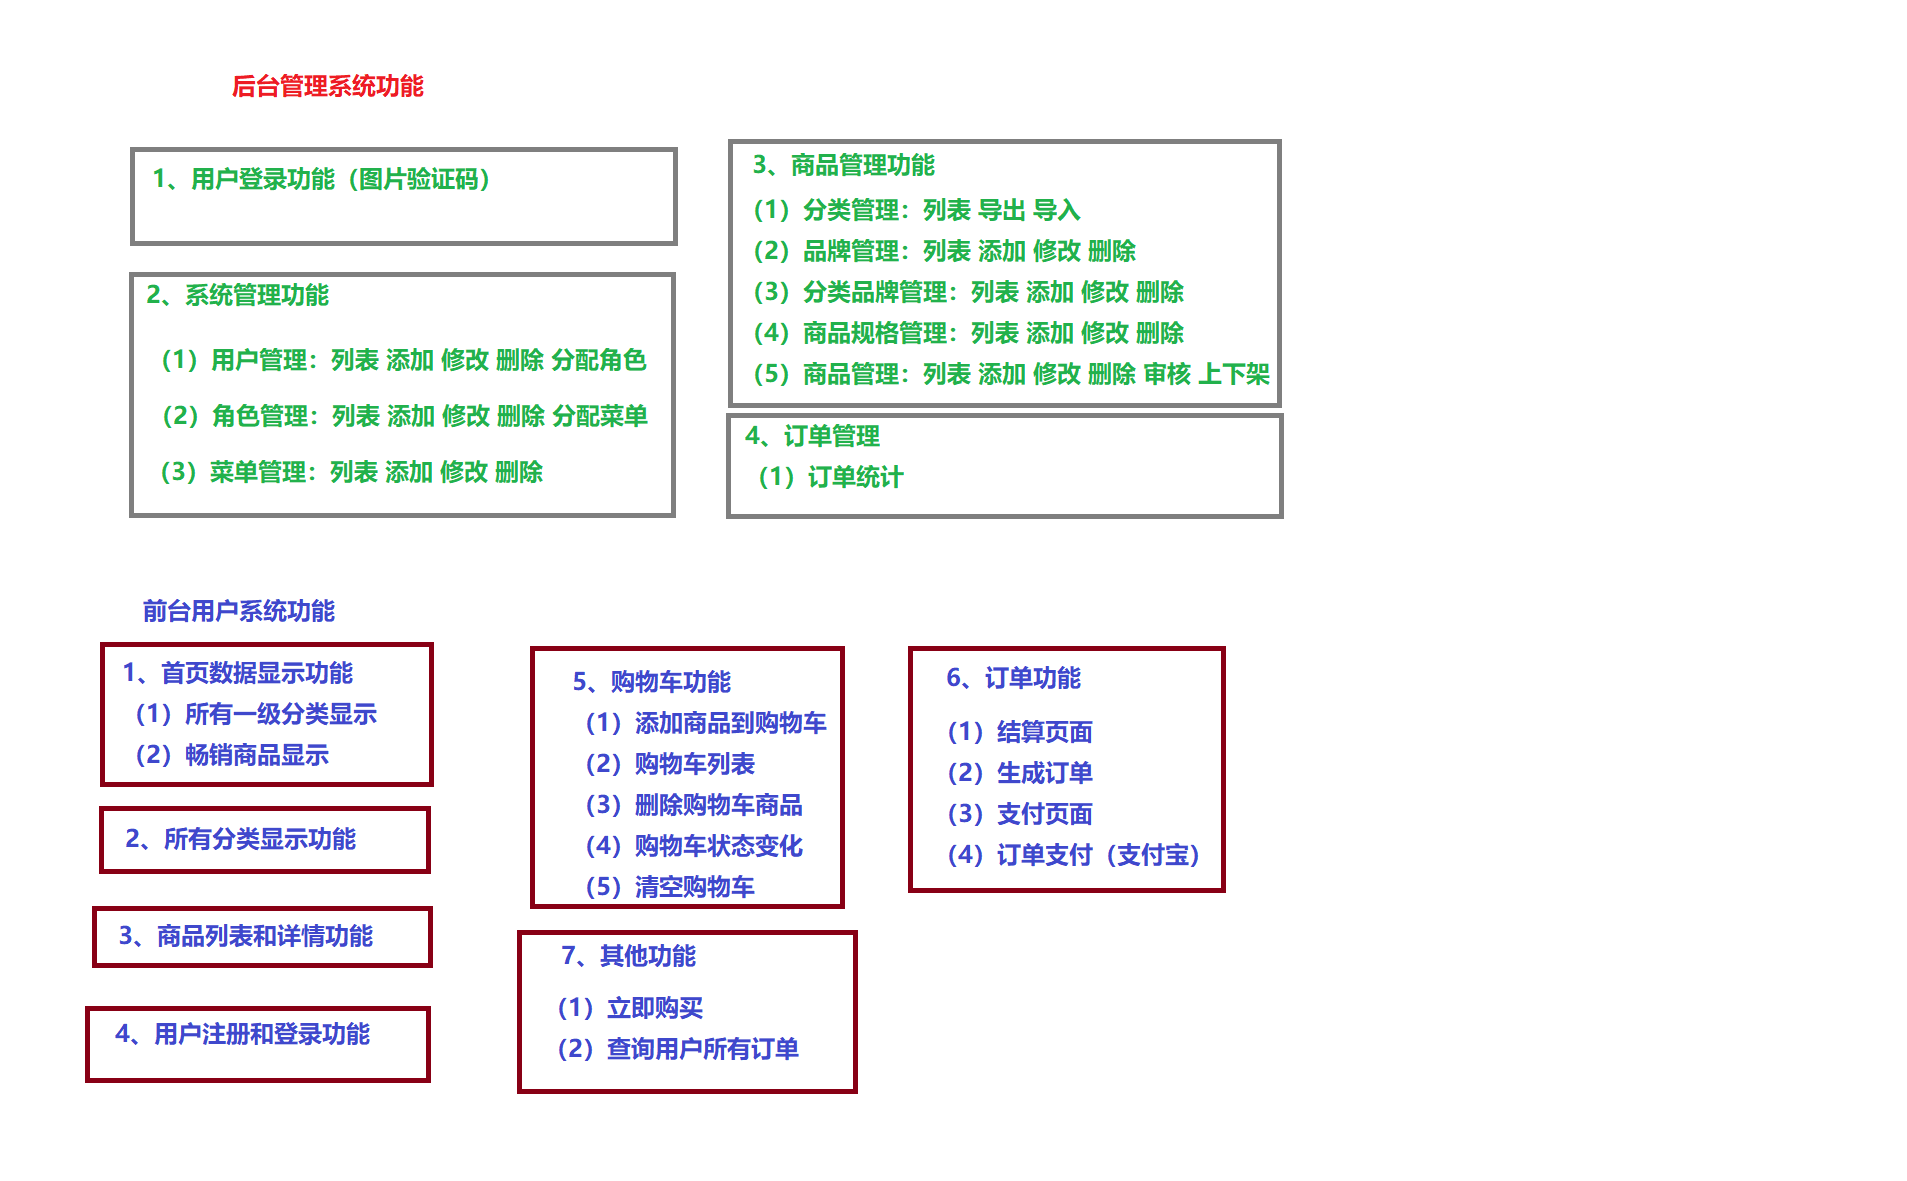 后台管理系统功能
1、用户登录功能（图片验证码）
2、系统管理功能
（1）用户管理：列表 添加 修改 删除 分配角色
（2）角色管理：列表 添加 修改 删除 分配菜单
（3）菜单管理：列表 添加 修改 删除
3、商品管理功能
（1）分类管理：列表 导出 导入
（2）品牌管理：列表 添加 修改 删除
（3）分类品牌管理：列表 添加 修改 删除
（4）商品规格管理：列表 添加 修改 删除
（5）商品管理：列表 添加 修改 删除 审核 上下架
4、订单管理
（1）订单统计
前台用户系统功能
1、首页数据显示功能
（1）所有一级分类显示
（2）畅销商品显示
2、所有分类显示功能
3、商品列表和详情功能
4、用户注册和登录功能
5、购物车功能
（1）添加商品到购物车
（2）购物车列表
（3）删除购物车商品
（4）购物车状态变化
（5）清空购物车
6、订单功能
（1）结算页面
（2）生成订单
（3）支付页面
（4）订单支付（支付宝）
7、其他功能
（1）立即购买
（2）查询用户所有订单